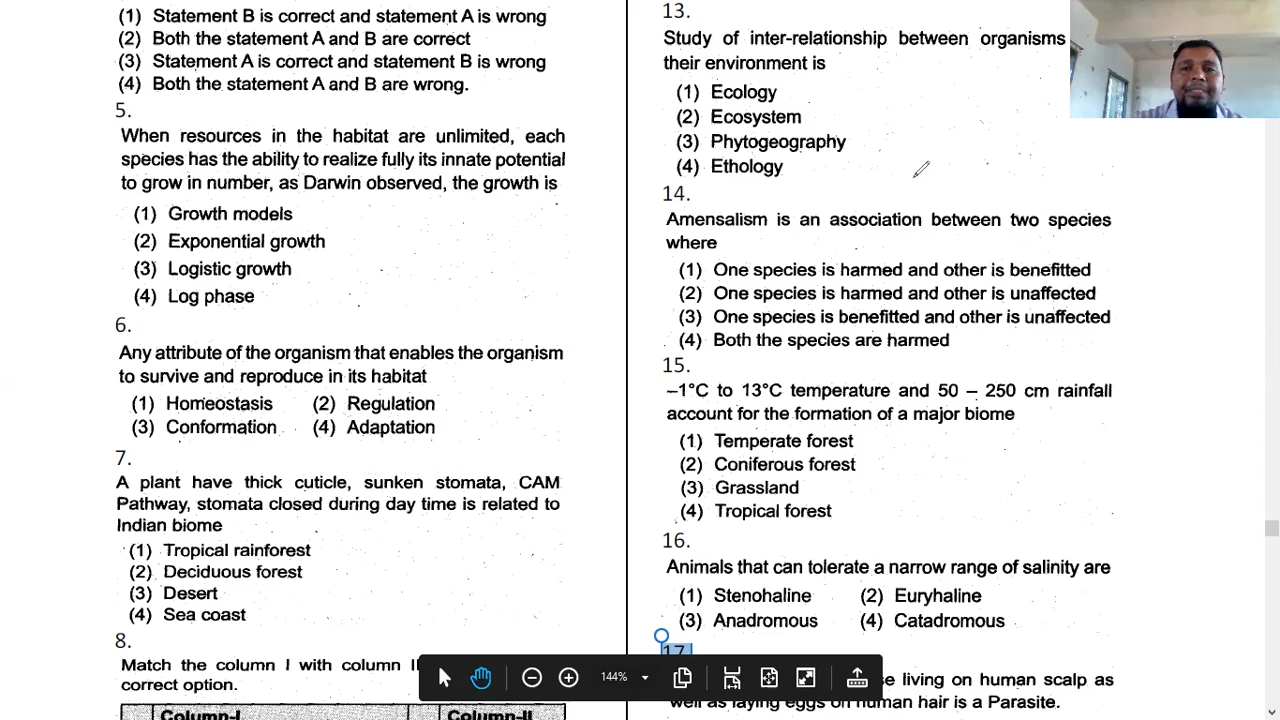 (1) Statement B is correct and statement A is wrong
(2) Both the statement A and B are correct
(3) Statement A is correct and statement B is wrong
(4) Both the statement A and B are wrong.
5.
When resources in the habitat are unlimited, each
species has the ability to realize fully its innate potential
to grow in number, as Darwin observed, the growth is
(1) Growth models
(2) Exponential growth
(3) Logistic growth
(4) Log phase
6.
Any attribute of the organism that enables the organism
to survive and reproduce in its habitat
(1) Homeostasis (2) Regulation
(3) Conformation (4) Adaptation
7.
A plant have thick cuticle, sunken stomata, CAM
Pathway, stomata closed during day time is related to
Indian biome
(1) Tropical rainforest
(2) Deciduous forest
(3) Desert
(4) Sea coast
8.
Match the column I with column II
correct option.
Column-I Column-II
13.
Study of inter-relationship between organisms
their environment is
(1) Ecology
(2) Ecosystem
(3) Phytogeography
(4) Ethology
14.
Amensalism is an association between two species
where
(1) One species is harmed and other is benefitted
(2) One species is harmed and other is unaffected
(3) One species is benefitted and other is unaffected
(4) Both the species are harmed
15.
–1°C to 13°C temperature and 50 – 250 cm rainfall
account for the formation of a major biome
(1) Temperate forest
(2) Coniferous forest
(3) Grassland
(4) Tropical forest
16.
Animals that can tolerate a narrow range of salinity are
(1) Stenohaline (2) Euryhaline
(3) Anadromous (4) Catadromous
17.
living on human scalp as
well as laying eggs on human hair is a Parasite.
144%